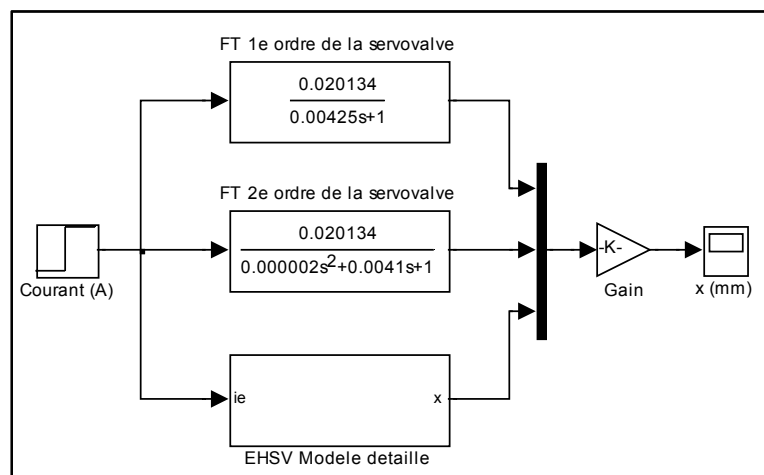 FT 1e ordre de la servovalve
0.020134
0.00425s+1
FT 2e ordre de la servovalve
0.020134
0.000002s²+0.0041s+1
Courant (A)
-K-
Gain
x (mm)
ie
x
EHSV Modele detaille